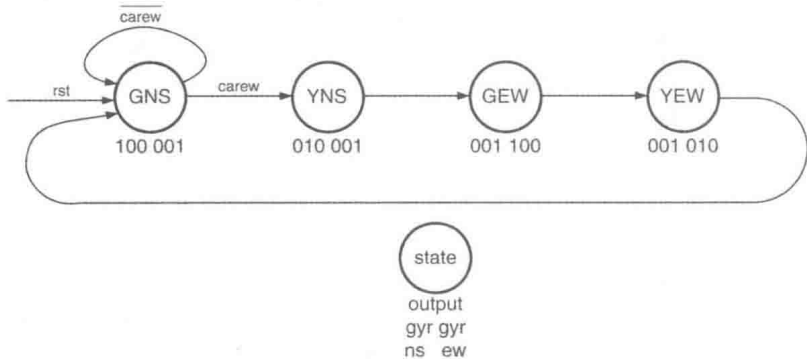 carew
rst
GNS
carew
YNS
GEW
YEW
100 001
010 001
001 100
001 010
state
output
gyr gyr
ns ew